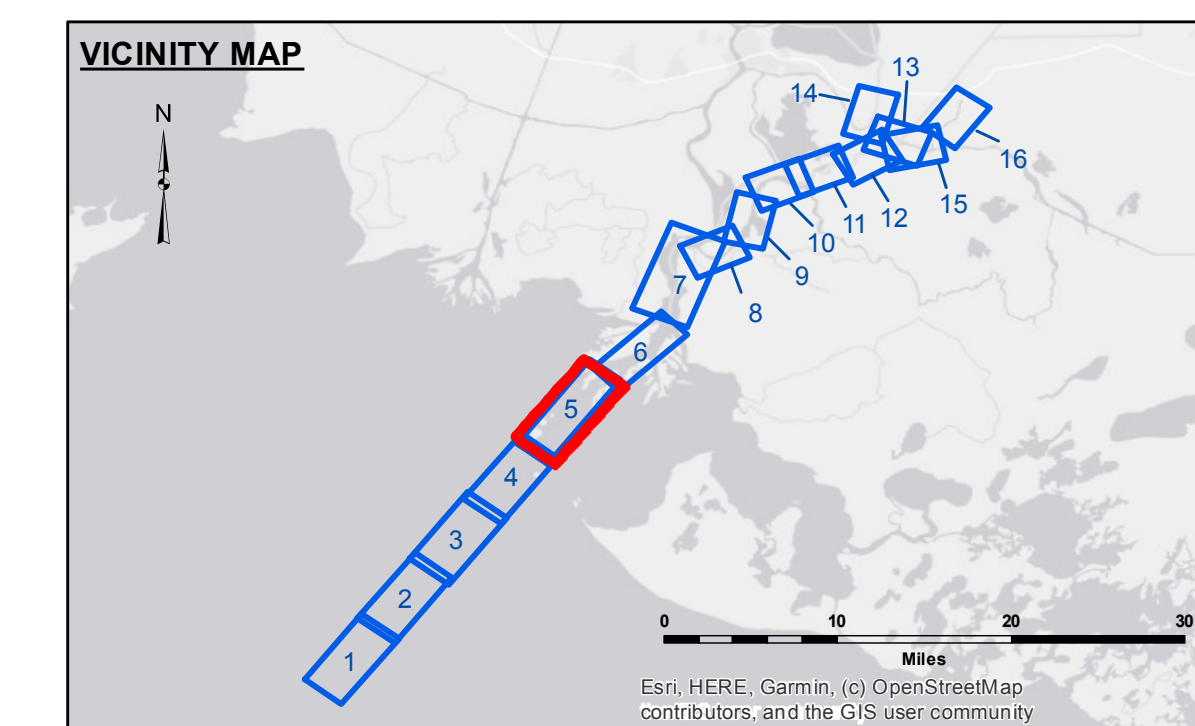 VICINITY MAP
N
13
14
16
15
12
11
10
9
8
7
6
5
4
3
2
1
0 10 20 30
Miles
Esri, HERE, Garmin, (c) OpenStreetMap
contributors, and the GIS user community